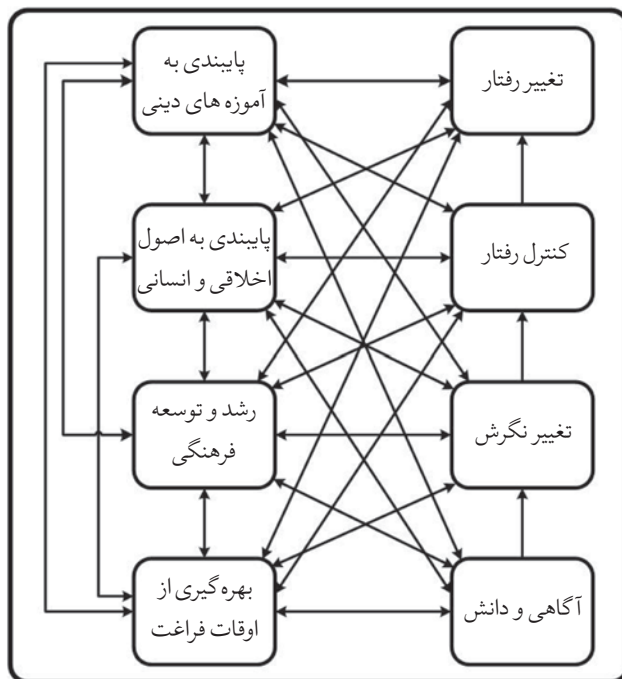 تغییر رفتار
پایبندی به
آموزه های دینی
کنترل رفتار
پایبندی به اصول
اخلاقی و انسانی
تغییر نگرش
رشد و توسعه
فرهنگی
آگاهی و دانش
بهره‌گیری از
اوقات فراغت